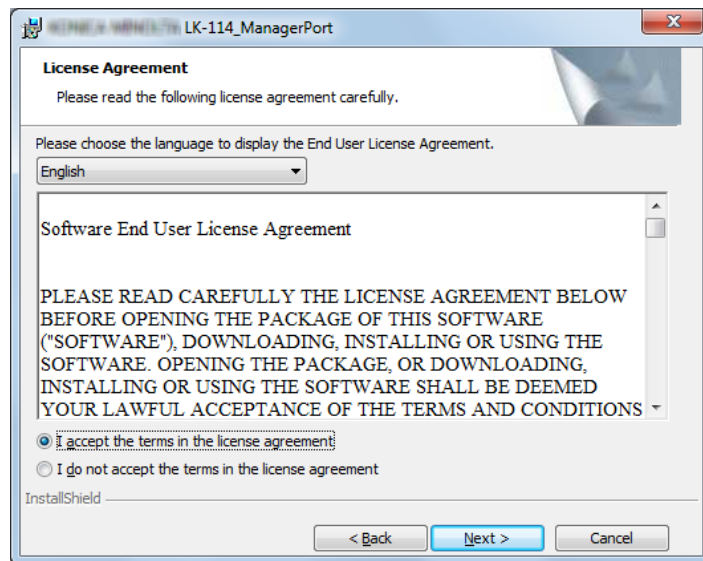 LK-114_ManagerPort
License Agreement
Please read the following license agreement carefully.
Please choose the language to display the End User License Agreement.
English
Software End User License Agreement
PLEASE READ CAREFULLY THE LICENSE AGREEMENT BELOW
BEFORE OPENING THE PACKAGE OF THIS SOFTWARE
("SOFTWARE"), DOWNLOADING, INSTALLING OR USING THE
SOFTWARE. OPENING THE PACKAGE, OR DOWNLOADING,
INSTALLING OR USING THE SOFTWARE SHALL BE DEEMED
YOUR LAWFUL ACCEPTANCE OF THE TERMS AND CONDITIONS
I accept the terms in the license agreement
I do not accept the terms in the license agreement
InstallShield
< Back Next > Cancel